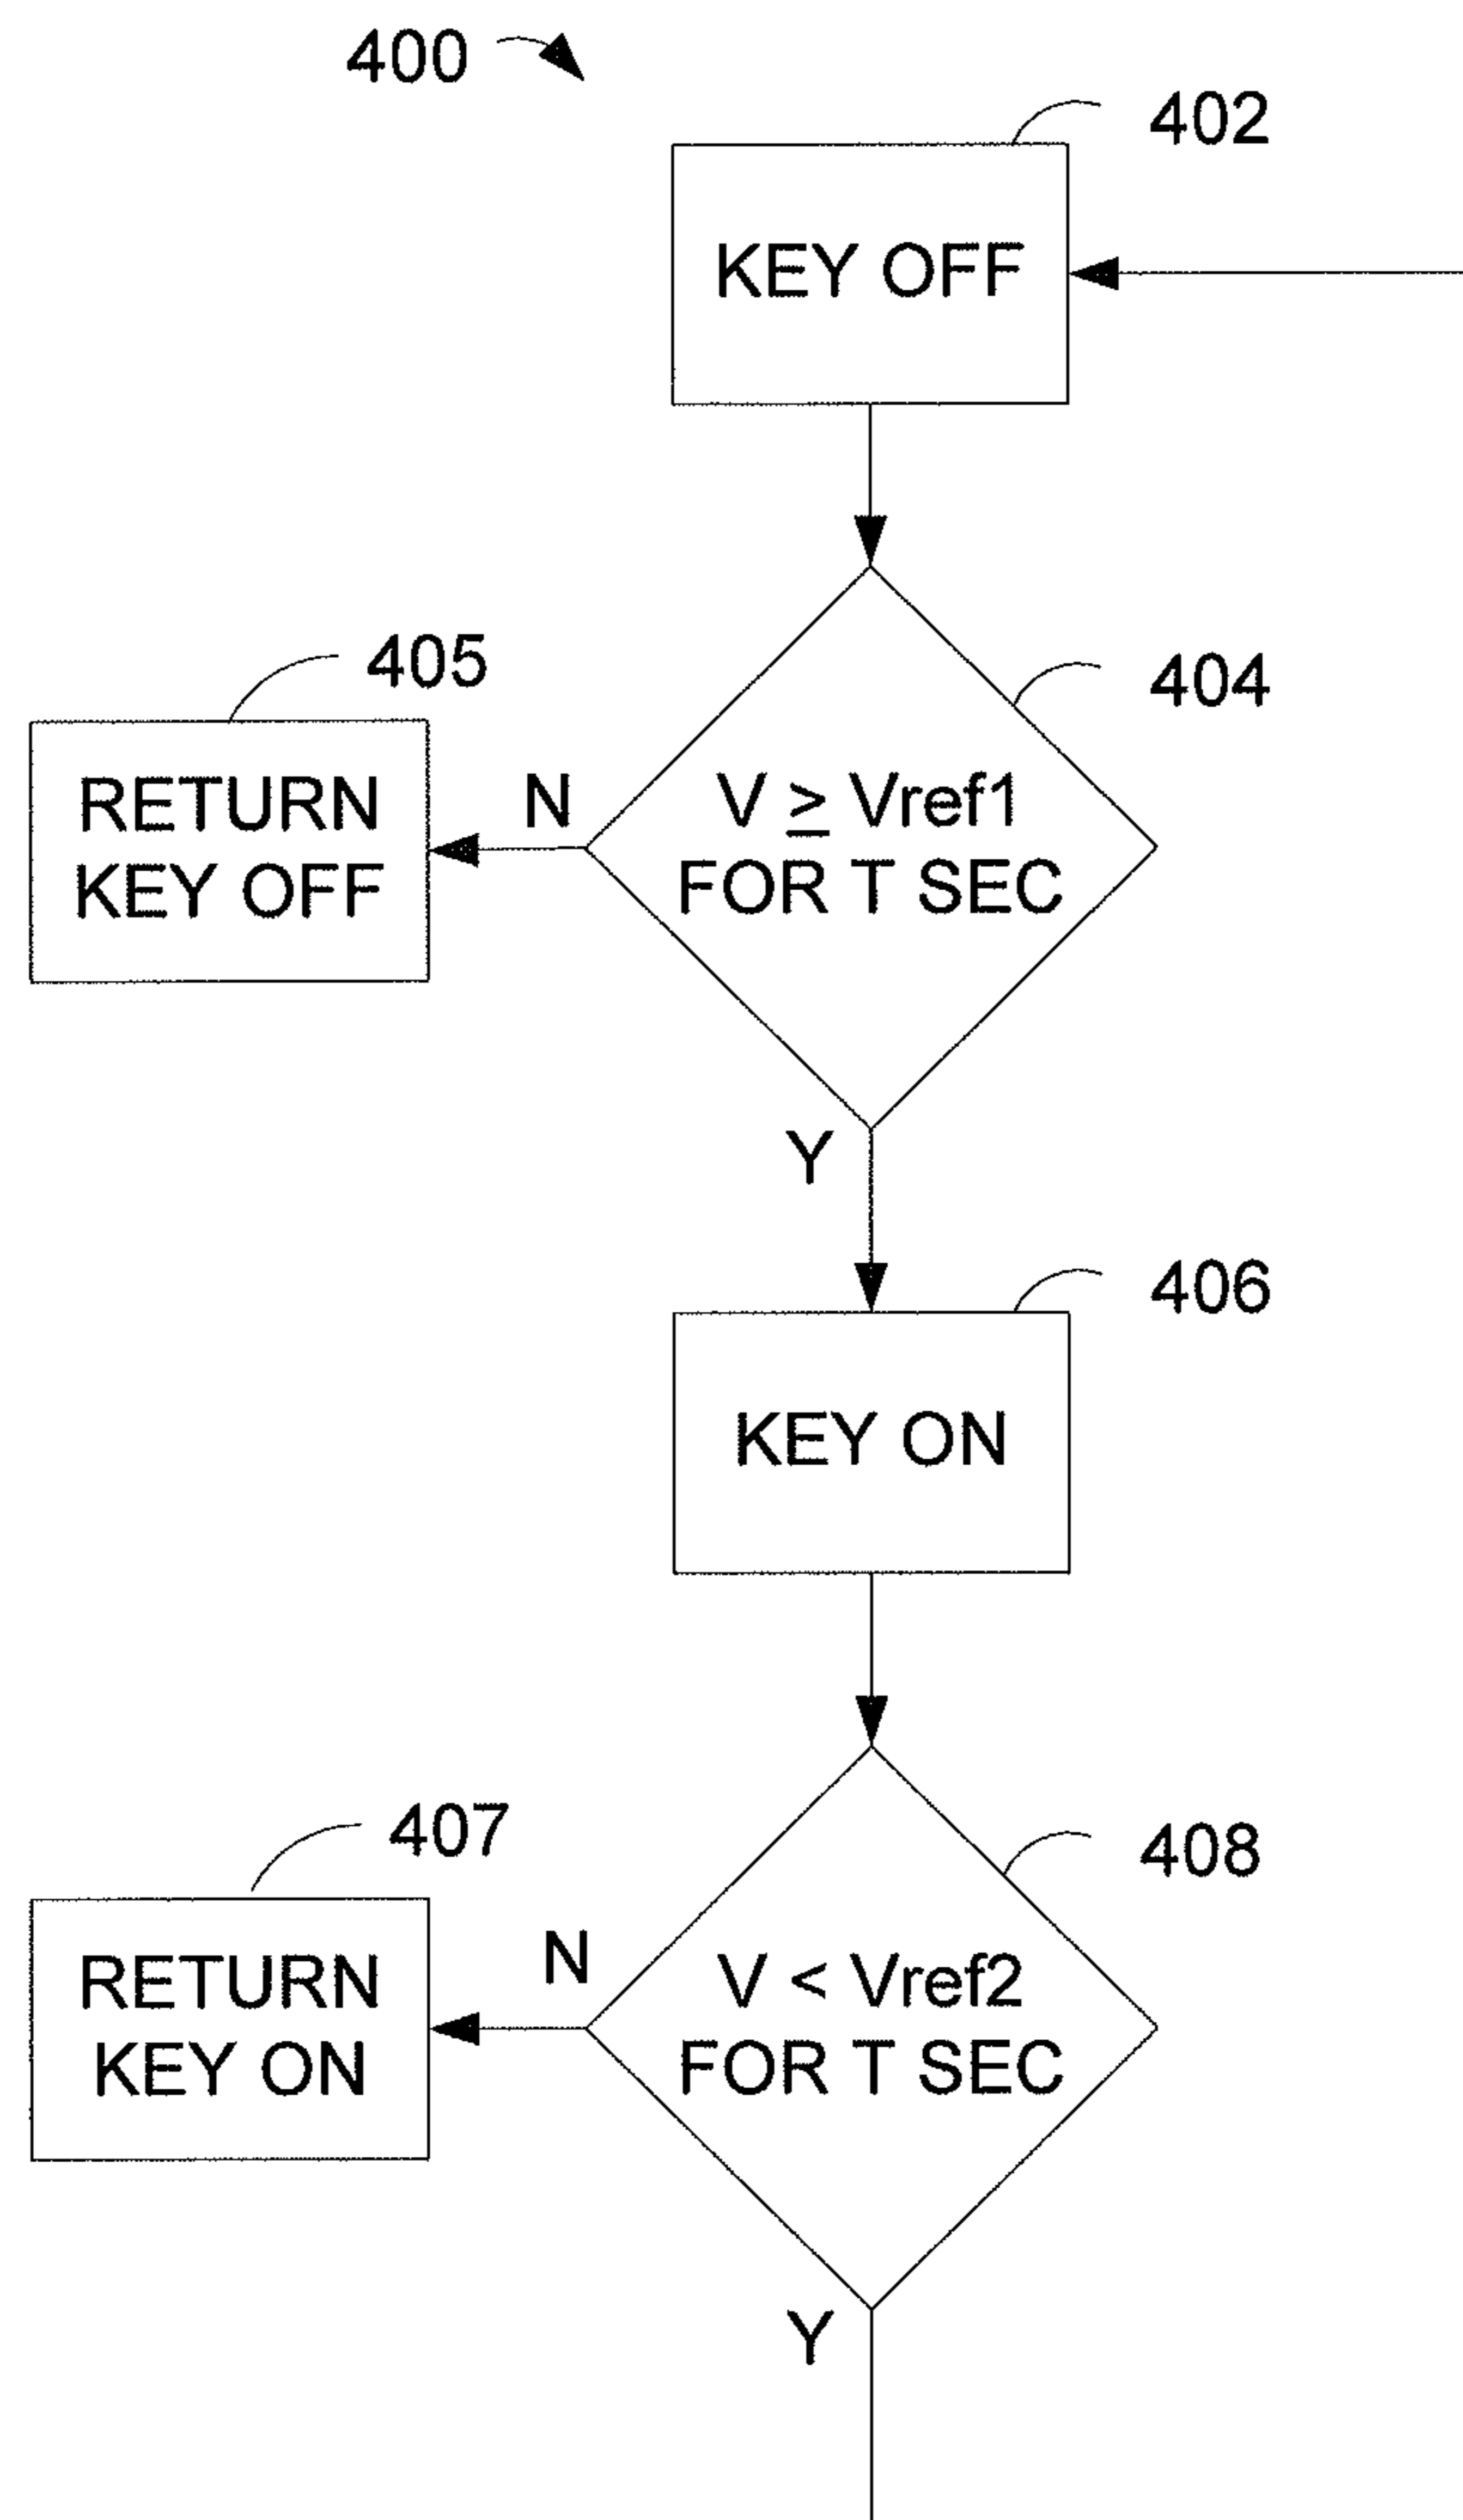 400
402
KEY OFF
405
404
RETURN
KEY OFF
N
V ≥ Vref1
FOR T SEC
Y
406
KEY ON
407
408
RETURN
KEY ON
N
V < Vref2
FOR T SEC
Y